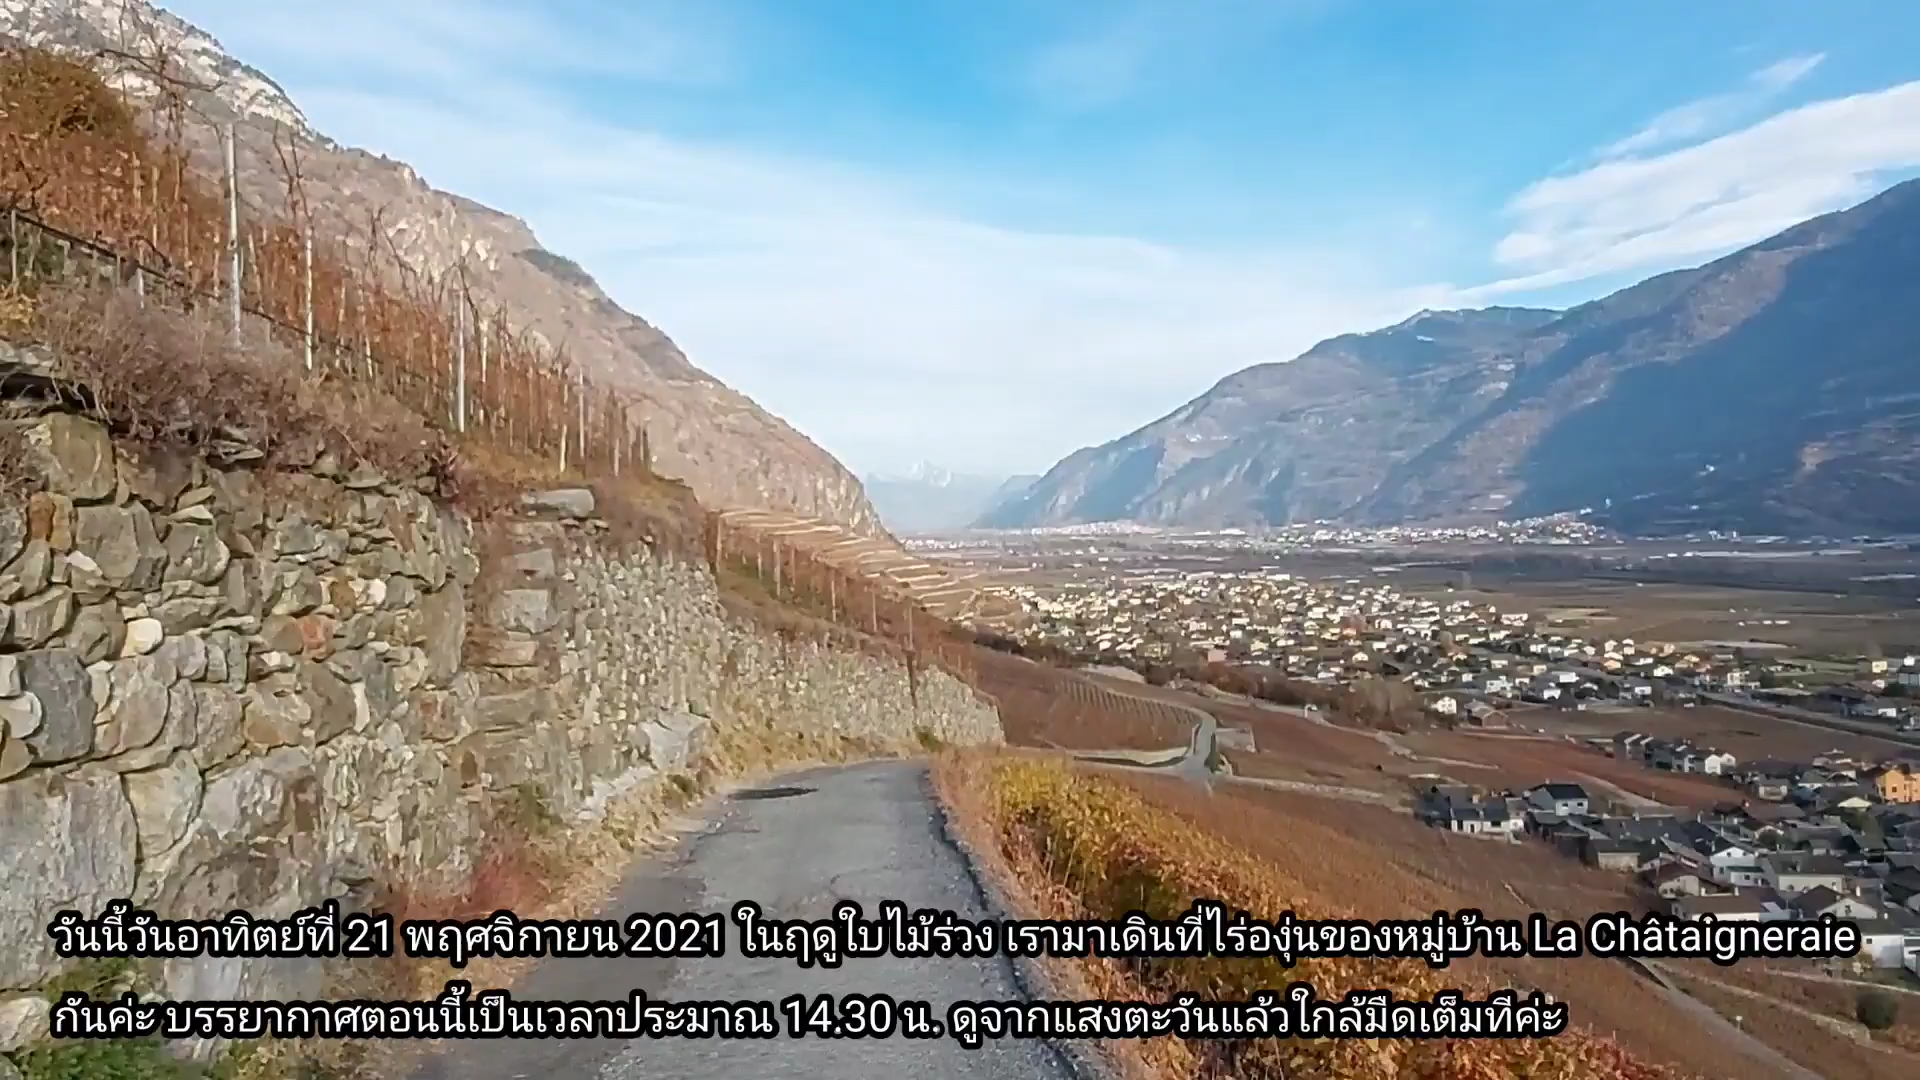 วันนี้วันอาทิตย์ที่ 21 พฤศจิกายน 2021 ในฤดูใบไม้ร่วง เรามาเดินที่ไร่องุ่นของหมู่บ้าน La Châtaigneraie
กันค่ะ บรรยากาศตอนนี้เป็นเวลาประมาณ 14.30 น. ดูจากแสงตะวันแล้วใกล้มืดเต็มทีค่ะ